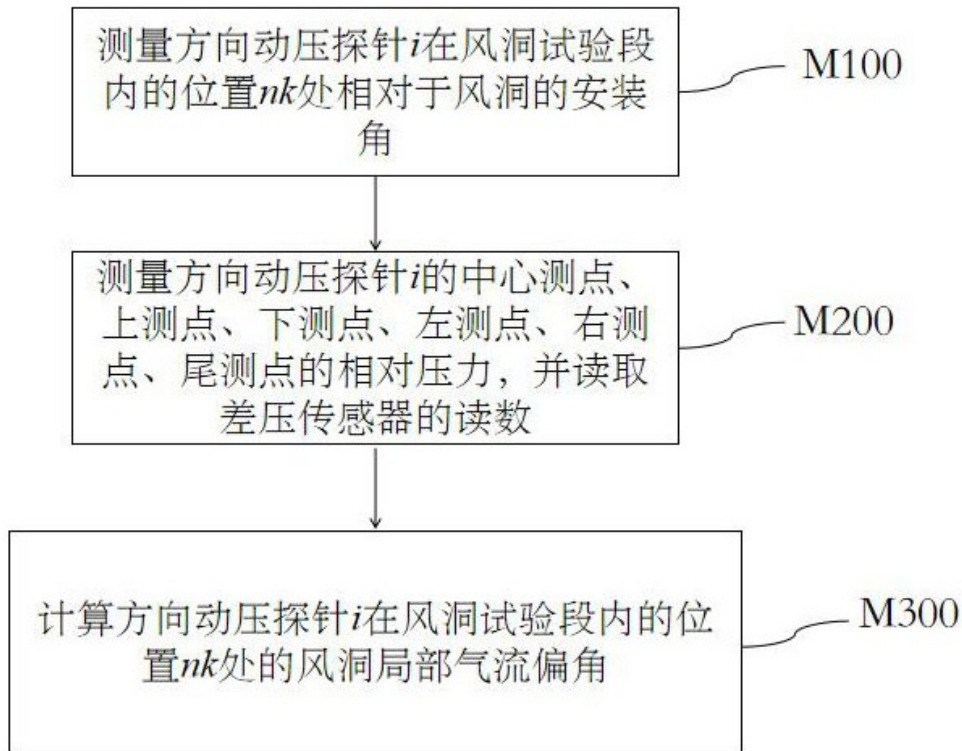 测量方向动压探针i在风洞试验段
内的位置nk处相对于风洞的安装
角
M100
测量方向动压探针i的中心测点、
上测点、下测点、左测点、右测
点、尾测点的相对压力，并读取
差压传感器的读数
M200
计算方向动压探针i在风洞试验段内的位
置nk处的风洞局部气流偏角
M300